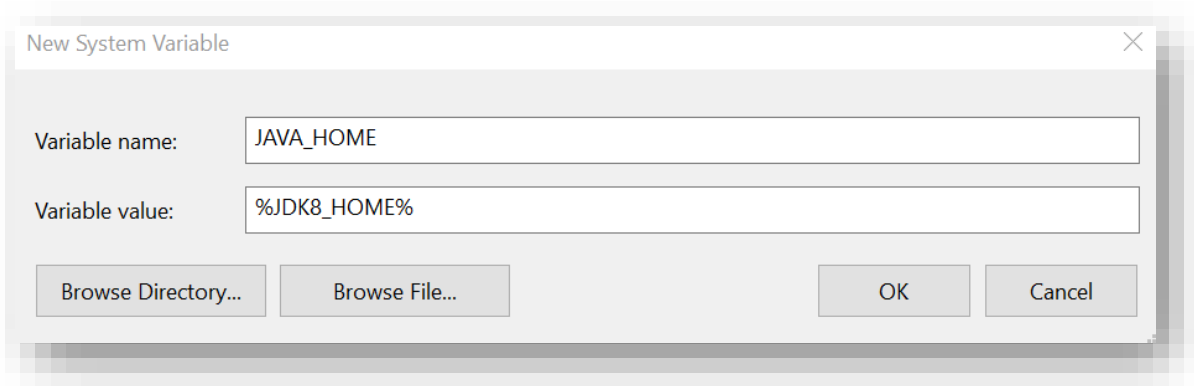 New System Variable
Variable name: JAVA_HOME
Variable value: %JDK8_HOME%
Browse Directory... Browse File... OK Cancel